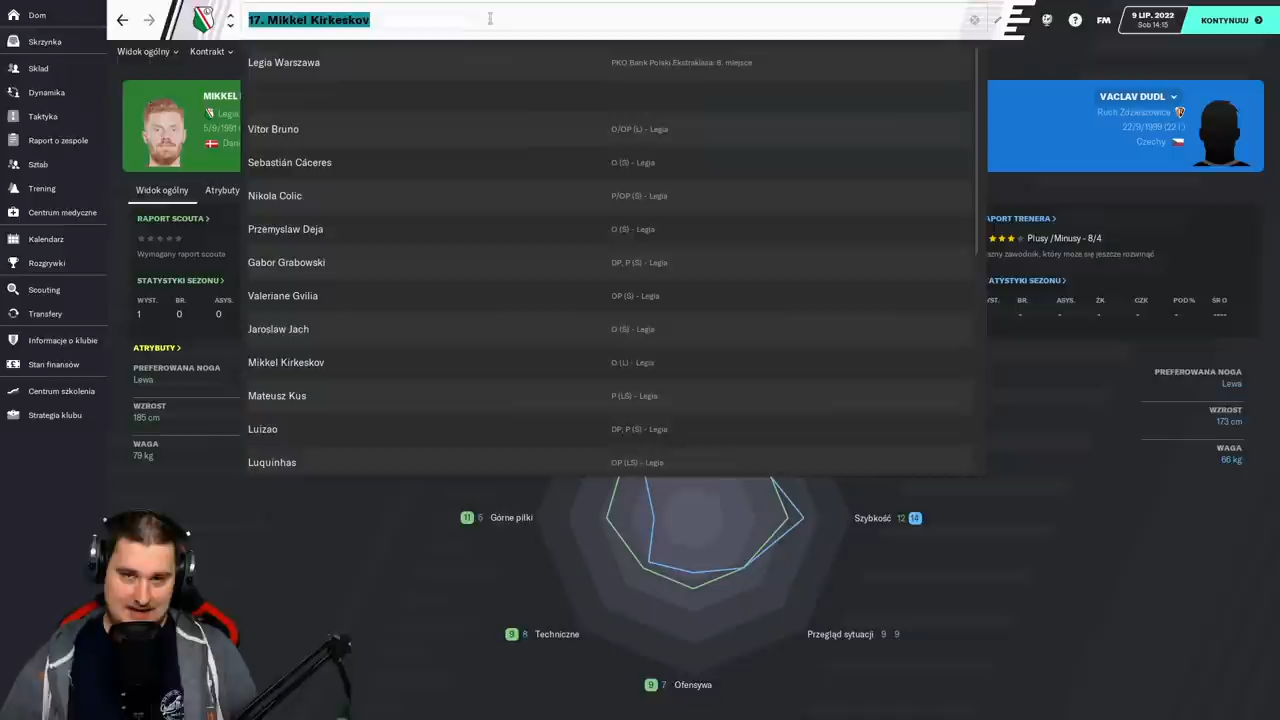 17. Mikkel Kirkeskov
FM
9 LIP. 2022
Sob 14:15
KONTYNUUJ
Skrzynka
Skład
Dynamika
Taktyka
Raport o zespole
Sztab
Trening
Centrum medyczne
Kalendarz
Rozgrywki
Scouting
Transfery
Informacje o klubie
Stan finansów
Centrum szkolenia
Strategia klubu
Dom
Widok ogólny
Kontrakt
MIKKEL
Legia
5/9/1991
Dan
Widok ogólny
Atrybuty
RAPORT SCOUTA >
Wymagany raport scouta
STATYSTYKI SEZONU >
WYST. BR. ASYS.
1 0 0
ATRYBUTY >
PREFEROWANA NOGA
Lewa
WZROST
185 cm
WAGA
79 kg
Legia Warszawa PKO Bank Polski Ekstraklasa: 8. miejsce
Vítor Bruno O/OP (L) - Legia
Sebastián Cáceres O (Ś) - Legia
Nikola Colic P/OP (Ś) - Legia
Przemyslaw Deja O (Ś) - Legia
Gabor Grabowski DP, P (Ś) - Legia
Valeriane Gvilia OP (Ś) - Legia
Jaroslaw Jach O (Ś) - Legia
Mikkel Kirkeskov O (L) - Legia
Mateusz Kus P (LŚ) - Legia
Luizao DP, P (Ś) - Legia
Luquinhas OP (LŚ) - Legia
VACLAV DUDL
Ruch Zdzieszowice
22/9/1999 (22 l.)
Czechy
APORT TRENERA >
Plusy /Minusy - 8/4
szny zawodnik, który może się jeszcze rozwinąć
ATYSTYKI SEZONU >
YST. BR. ASYS. ŻK CZK POD% ŚR O
- - - - - - ----
PREFEROWANA NOGA
Lewa
WZROST
173 cm
WAGA
66 kg
11 5 Górne piłki
Szybkość 12 14
9 8 Techniczne
Przegląd sytuacji 9 9
9 7 Ofensywa